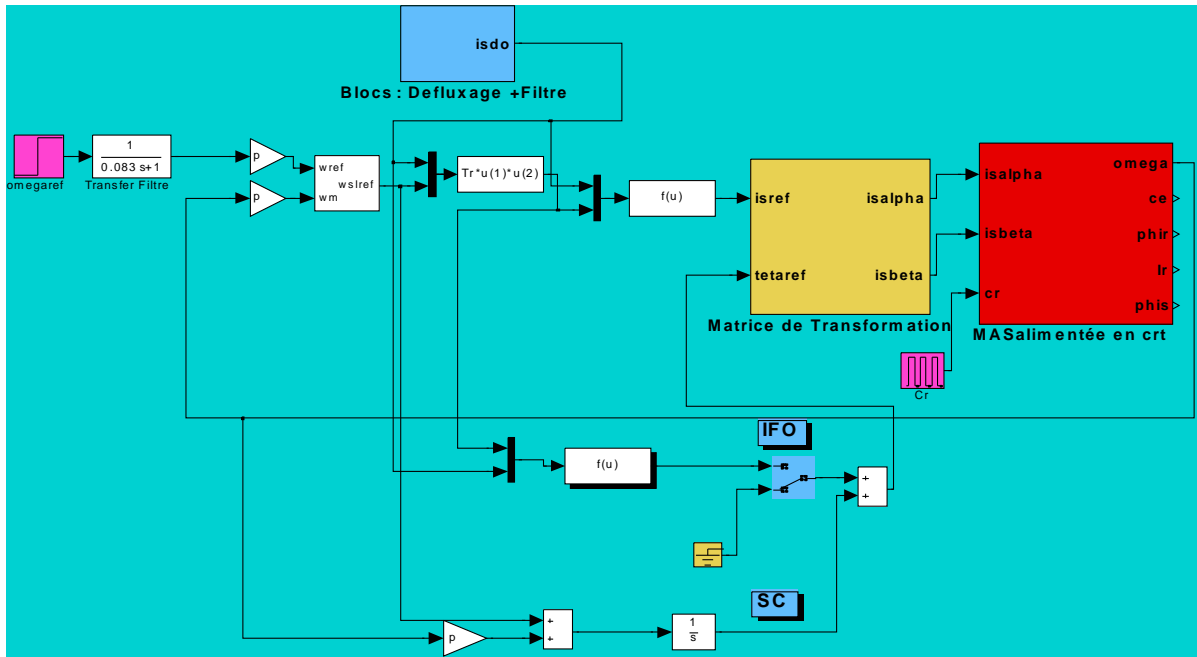 isdo
Blocs : Defluxage +Filtre
omegaref
1
0.083 s+1
Transfer Filtre
p
p
wref
wslref
wm
Tr*u(1)*u(2)
f(u)
isref
isalpha
tetaref
isbeta
Matrice de Transformation
isalpha
isbeta
cr
omega
ce
phir
Ir
phis
MASalimentée en crt
Cr
IFO
f(u)
+
+
SC
p
+
+
1
s